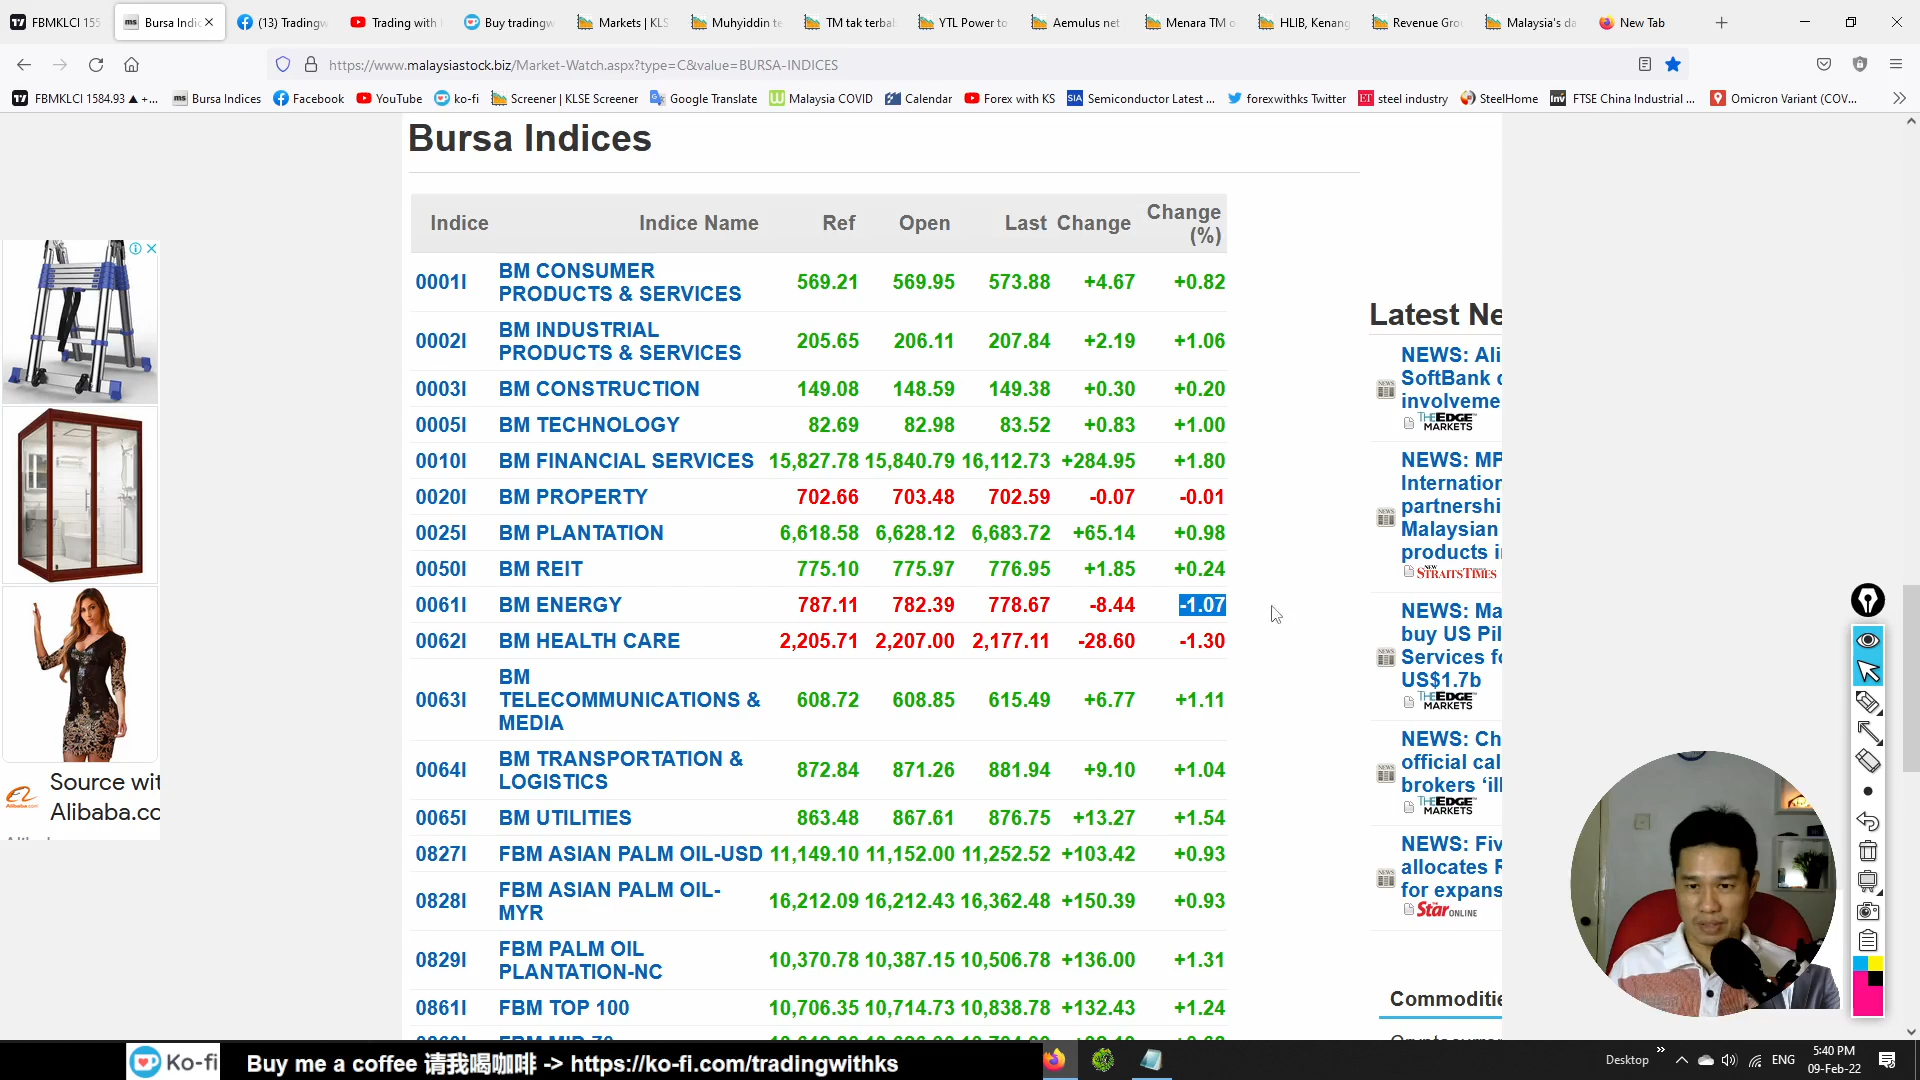 FBMKLCI 155
Bursa Indic
(13) Tradingw
Trading with
Buy tradingw
Markets | KLS
Muhyiddin te
TM tak terbal
YTL Power to
Aemulus net
Menara TM o
HLIB, Kenang
Revenue Gro
Malaysia's da
New Tab
https://www.malaysiastock.biz/Market-Watch.aspx?type=C&value=BURSA-INDICES
FBMKLCI 1584.93 ▲ +...
Bursa Indices
Facebook
YouTube
ko-fi
Screener | KLSE Screener
Google Translate
Malaysia COVID
Calendar
Forex with KS
SIA Semiconductor Latest ...
forexwithks Twitter
ET steel industry
SteelHome
Inv FTSE China Industrial ...
Omicron Variant (COV...
Bursa Indices
Indice Indice Name Ref Open Last Change Change (%)
0001I BM CONSUMER PRODUCTS & SERVICES 569.21 569.95 573.88 +4.67 +0.82
0002I BM INDUSTRIAL PRODUCTS & SERVICES 205.65 206.11 207.84 +2.19 +1.06
0003I BM CONSTRUCTION 149.08 148.59 149.38 +0.30 +0.20
0005I BM TECHNOLOGY 82.69 82.98 83.52 +0.83 +1.00
0010I BM FINANCIAL SERVICES 15,827.78 15,840.79 16,112.73 +284.95 +1.80
0020I BM PROPERTY 702.66 703.48 702.59 -0.07 -0.01
0025I BM PLANTATION 6,618.58 6,628.12 6,683.72 +65.14 +0.98
0050I BM REIT 775.10 775.97 776.95 +1.85 +0.24
0061I BM ENERGY 787.11 782.39 778.67 -8.44 -1.07
0062I BM HEALTH CARE 2,205.71 2,207.00 2,177.11 -28.60 -1.30
0063I BM TELECOMMUNICATIONS & MEDIA 608.72 608.85 615.49 +6.77 +1.11
0064I BM TRANSPORTATION & LOGISTICS 872.84 871.26 881.94 +9.10 +1.04
0065I BM UTILITIES 863.48 867.61 876.75 +13.27 +1.54
0827I FBM ASIAN PALM OIL-USD 11,149.10 11,152.00 11,252.52 +103.42 +0.93
0828I FBM ASIAN PALM OIL-MYR 16,212.09 16,212.43 16,362.48 +150.39 +0.93
0829I FBM PALM OIL PLANTATION-NC 10,370.78 10,387.15 10,506.78 +136.00 +1.31
0861I FBM TOP 100 10,706.35 10,714.73 10,838.78 +132.43 +1.24
Latest Ne
NEWS: Ali
SoftBank
involveme
THE EDGE MARKETS
NEWS: MP
Internation
partnershi
Malaysian
products i
NEW STRAITS TIMES
NEWS: Ma
buy US Pil
Services fo
US$1.7b
THE EDGE MARKETS
NEWS: Ch
official cal
brokers ‘ill
THE EDGE MARKETS
NEWS: Fiv
allocates R
for expans
THE Star ONLINE
Commoditie
Source wit
Alibaba.co
Alibaba.com
Ko-fi
Buy me a coffee 请我喝咖啡 -> https://ko-fi.com/tradingwithks
Desktop
ENG
5:40 PM
09-Feb-22